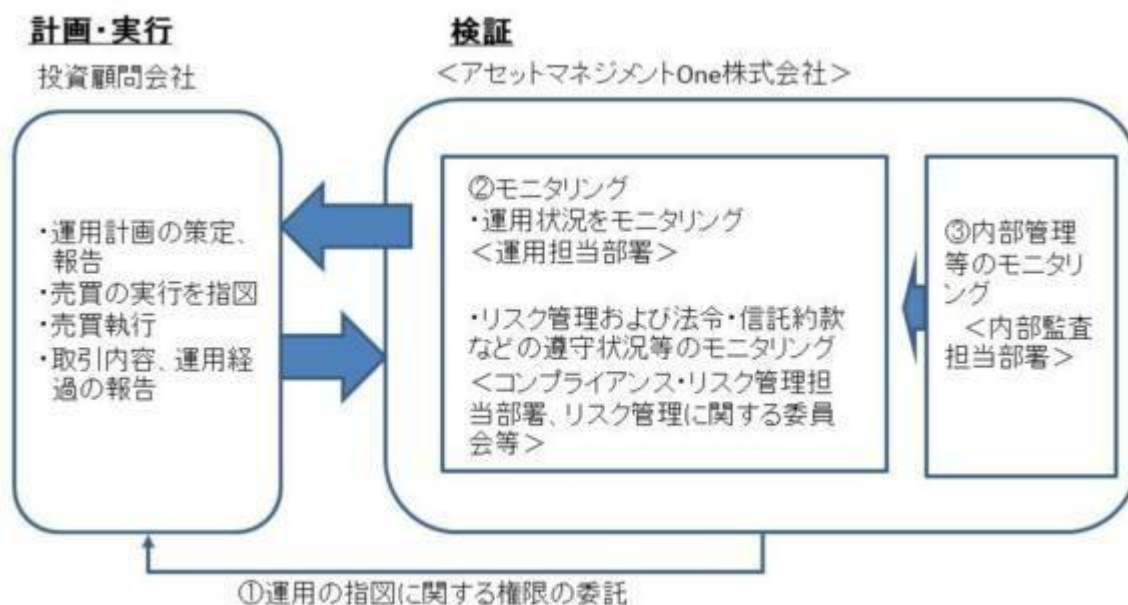 計画・実行
投資顧問会社
・運用計画の策定、
報告
・売買の実行を指図
・売買執行
・取引内容、運用経
過の報告
検証
＜アセットマネジメントOne株式会社＞
②モニタリング
・運用状況をモニタリング
＜運用担当部署＞
・リスク管理および法令・信託約款
などの遵守状況等のモニタリング
＜コンプライアンス・リスク管理担
当部署、リスク管理に関する委員
会等＞
③内部管理
等のモニタリ
ング
＜内部監査
担当部署＞
①運用の指図に関する権限の委託